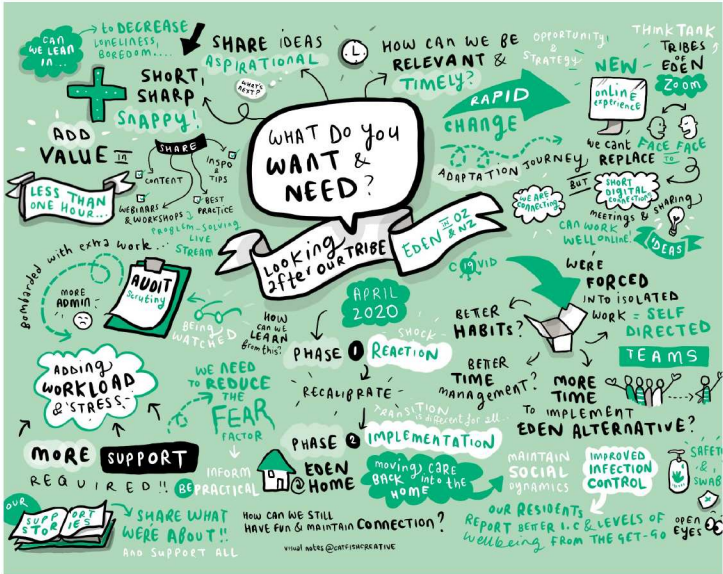 CAN
WE LEAN
IN...
to DECREASE
LONELINESS,
BOREDOM....
SHORT,
SHARP
SNAPPY!
SHARE IDEAS
ASPIRATIONAL
WHAT'S
NEXT?
HOW CAN WE BE
RELEVANT &
TIMELY?
OPPORTUNITY
& STRATEGY
THINK TANK
TRIBES
OF
EDEN
ZOOM
NEW
ONLINE
experience
RAPID
CHANGE
ADAPTATION JOURNEY
we cant
REPLACE
FACE TO FACE
BUT
WE ARE
CONNECTING
SHORT
DIGITAL
CONNECTIONS
MEETINGS & SHARING
CAN WORK
WELL ONLINE!
IDEAS
ADD
VALUE IN
LESS THAN
ONE HOUR...
SHARE
CONTENT
INSPO
& TIPS
WEBINARS
& WORKSHOPS
BEST
PRACTICE
PROBLEM-SOLVING
LIVE
STREAM
WHAT DO YOU
WANT &
NEED?
LOOKING
after OUR TRIBE
EDEN IN OZ
& NZ
Bombarded with extra work...
MORE
ADMIN!
AUDIT
Scrutiny
BEING
WATCHED
ADDING
WORKLOAD
& STRESS
MORE SUPPORT
REQUIRED!!
OUR
SUPPORT
STORIES
SHARE WHAT
WERE ABOUT!!
AND SUPPORT ALL
WE NEED
to REDUCE
THE
FEAR
FACTOR
INFORM
BE PRACTICAL
HOW
can WE
LEARN
from this?
APRIL
2020
PHASE 1 REACTION
SHOCK
RECALIBRATE
TRANSITION
is different for all...
PHASE 2 IMPLEMENTATION
EDEN
@ HOME
moving CARE
BACK into the
HOME
HOW CAN WE STILL
HAVE FUN & MAINTAIN CONNECTION?
visual notes @CATFISHCREATIVE
COVID
19
WERE
FORCED
INTO ISOLATED
WORK = SELF
DIRECTED
TEAMS
BETTER
HABITS?
BETTER
TIME
management?
MORE
TIME
TO IMPLEMENT
EDEN ALTERNATIVE?
MAINTAIN
SOCIAL
DYNAMICS
IMPROVED
INFECTION
CONTROL
OUR RESIDENTS
REPORT BETTER I.C & LEVELS OF
Wellbeing FROM THE GET-GO
OPEN
EYES